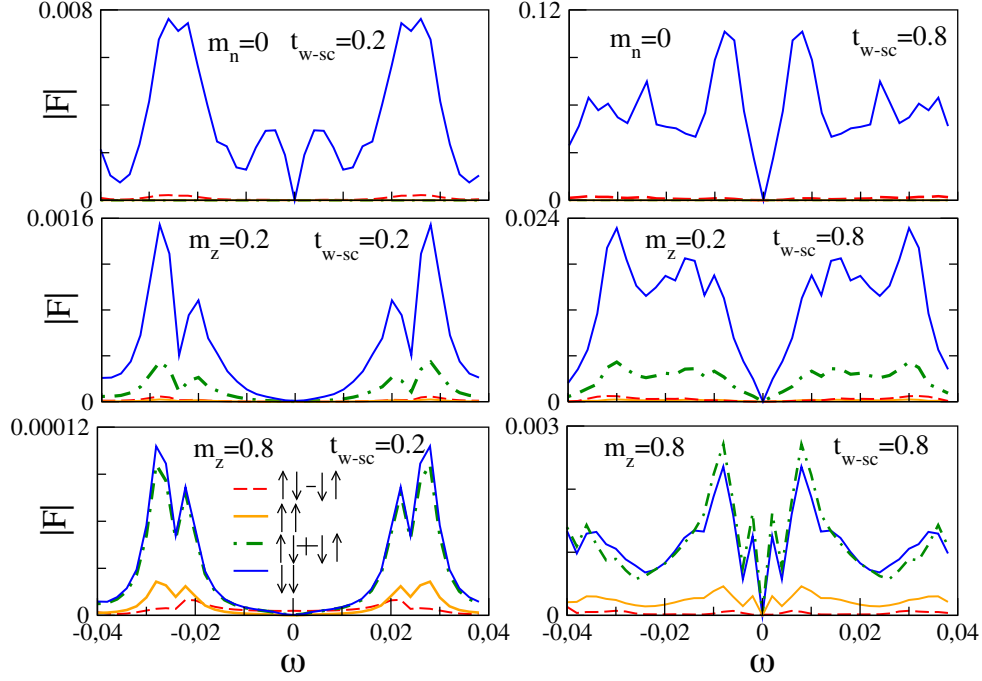 0.008
m_n=0 t_w-sc=0.2
|F|
0
0.12
m_n=0 t_w-sc=0.8
0
0.0016
m_z=0.2 t_w-sc=0.2
|F|
0
0.024
m_z=0.2 t_w-sc=0.8
0
0.00012
m_z=0.8 t_w-sc=0.2
↑↓-↓↑
↑↑
↑↓+↓↑
↓↓
|F|
0
-0,04 -0,02 0 0,02 0,04
ω
0.003
m_z=0.8 t_w-sc=0.8
0
-0,04 -0,02 0 0,02 0,04
ω